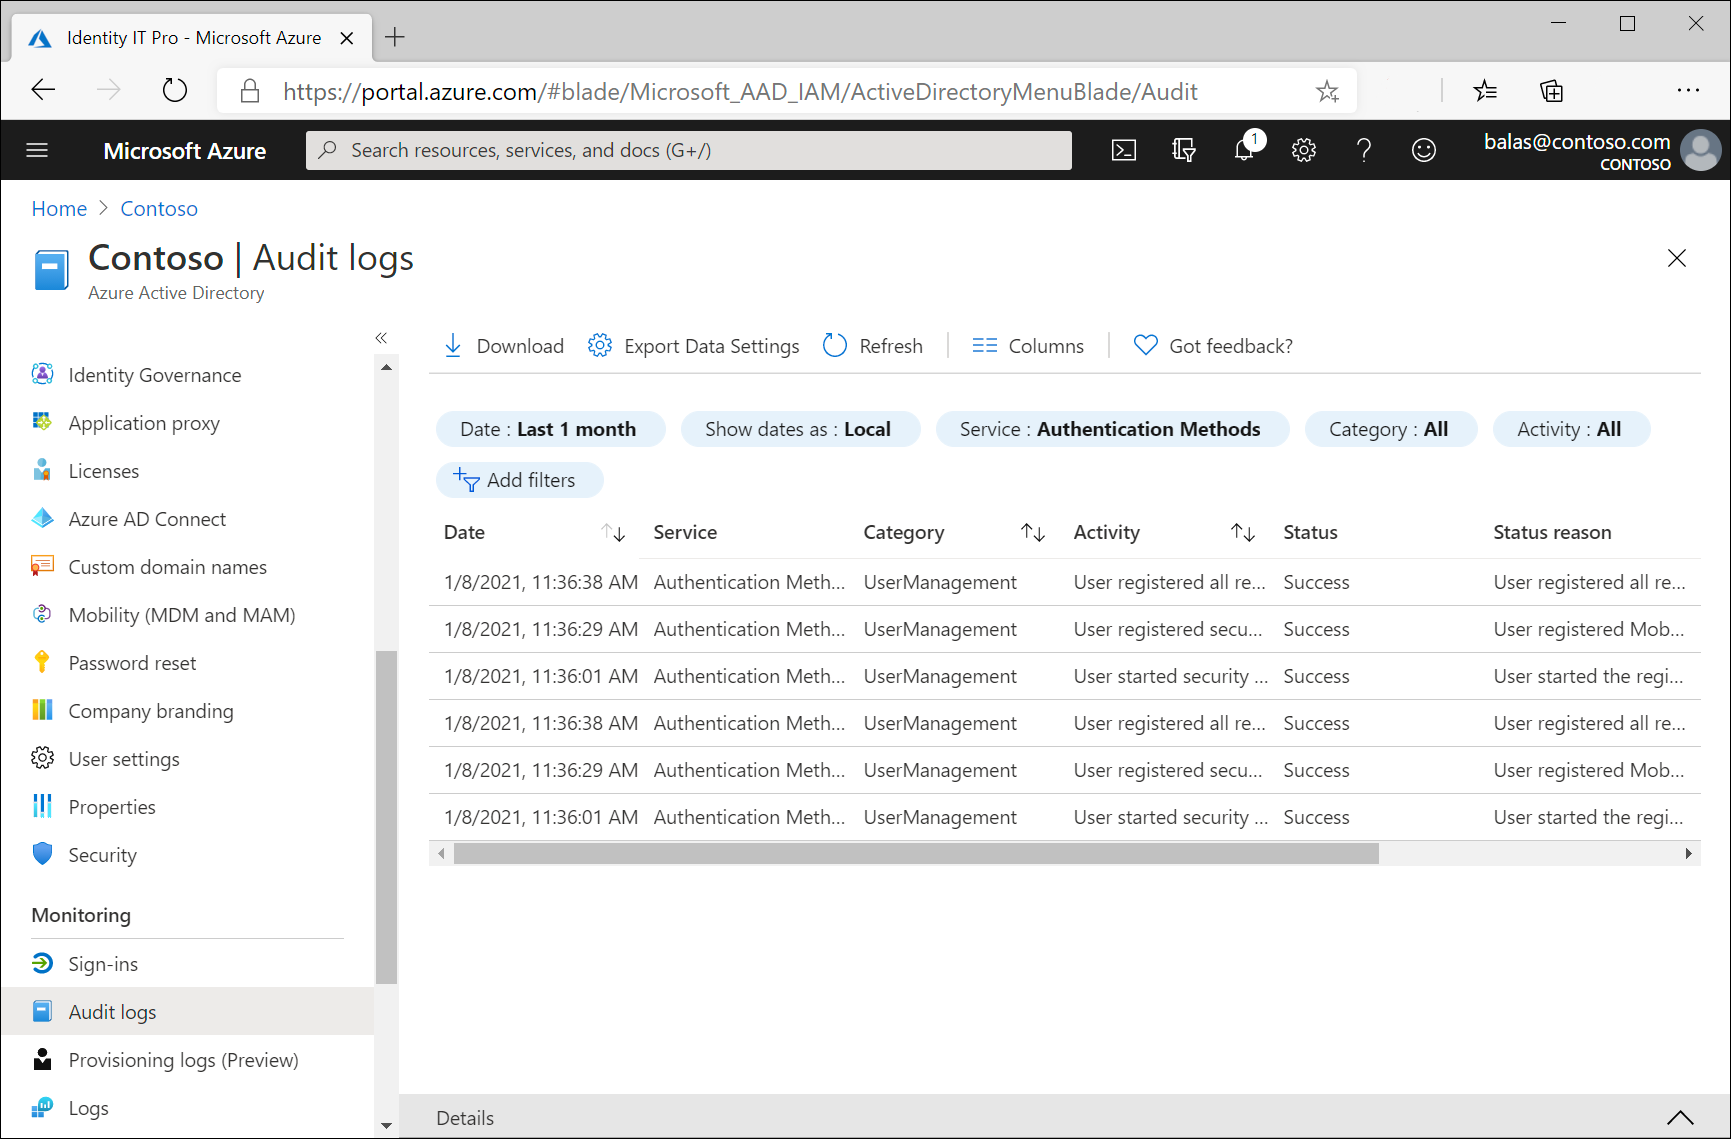 Identity IT Pro - Microsoft Azure
https://portal.azure.com/#blade/Microsoft_AAD_IAM/ActiveDirectoryMenuBlade/Audit
Microsoft Azure
Search resources, services, and docs (G+/)
1
balas@contoso.com
CONTOSO
Home > Contoso
Contoso | Audit logs
Azure Active Directory
Identity Governance
Application proxy
Licenses
Azure AD Connect
Custom domain names
Mobility (MDM and MAM)
Password reset
Company branding
User settings
Properties
Security
Monitoring
Sign-ins
Audit logs
Provisioning logs (Preview)
Logs
Download Export Data Settings Refresh Columns Got feedback?
Date : Last 1 month Show dates as : Local Service : Authentication Methods Category : All Activity : All
Add filters
Date Service Category Activity Status Status reason
1/8/2021, 11:36:38 AM Authentication Meth... UserManagement User registered all re... Success User registered all re...
1/8/2021, 11:36:29 AM Authentication Meth... UserManagement User registered secu... Success User registered Mob...
1/8/2021, 11:36:01 AM Authentication Meth... UserManagement User started security ... Success User started the regi...
1/8/2021, 11:36:38 AM Authentication Meth... UserManagement User registered all re... Success User registered all re...
1/8/2021, 11:36:29 AM Authentication Meth... UserManagement User registered secu... Success User registered Mob...
1/8/2021, 11:36:01 AM Authentication Meth... UserManagement User started security ... Success User started the regi...
Details